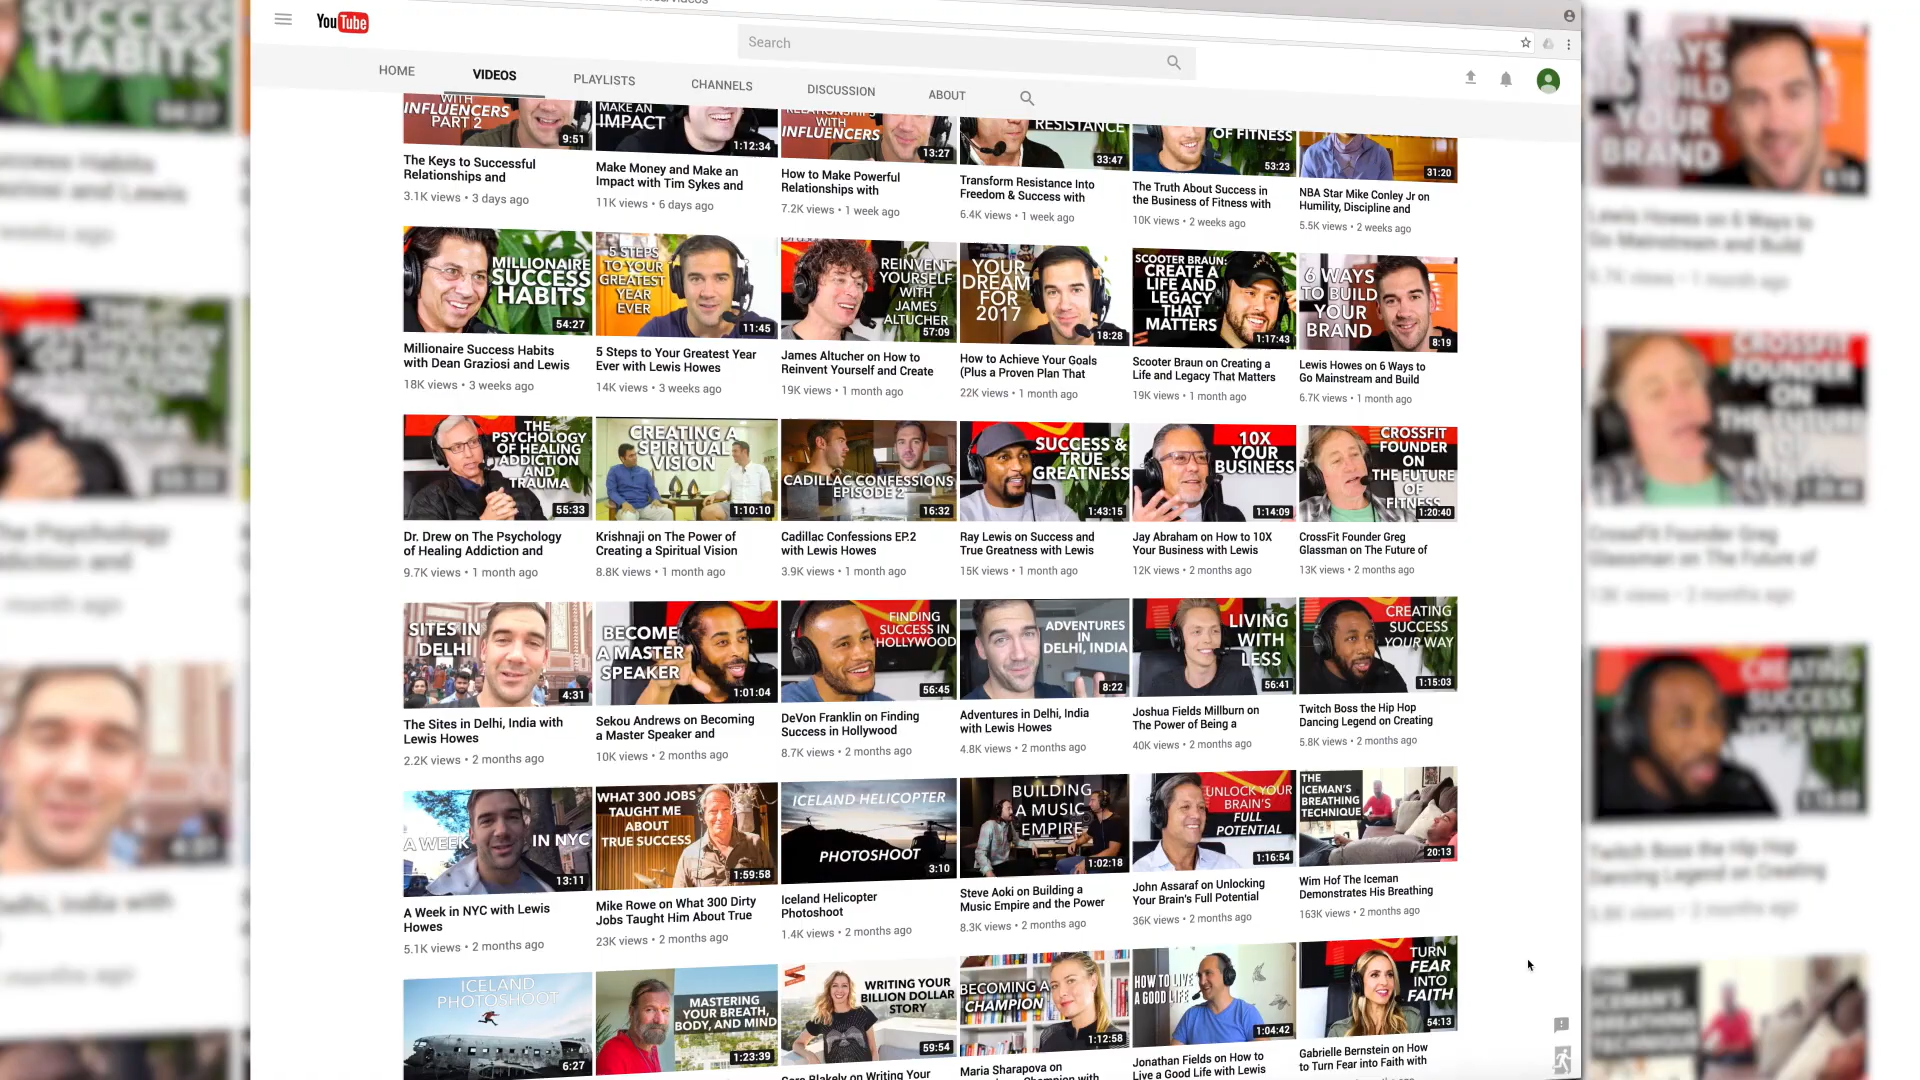 YouTube
Search
HOME
VIDEOS
PLAYLISTS
CHANNELS
DISCUSSION
ABOUT
WITH
INFLUENCERS
PART 2
9:51
MAKE AN
IMPACT
1:12:34
RELATIONSHIPS
WITH
INFLUENCERS
13:27
RESISTANCE
33:47
OF FITNESS
53:23
31:20
The Keys to Successful
Relationships and
3.1K views • 3 days ago
Make Money and Make an
Impact with Tim Sykes and
11K views • 6 days ago
How to Make Powerful
Relationships with
7.2K views • 1 week ago
Transform Resistance Into
Freedom & Success with
6.4K views • 1 week ago
The Truth About Success in
the Business of Fitness with
10K views • 2 weeks ago
NBA Star Mike Conley Jr on
Humility, Discipline and
5.5K views • 2 weeks ago
MILLIONAIRE
SUCCESS
HABITS
54:27
5 STEPS
TO YOUR
GREATEST
YEAR
EVER
11:45
REINVENT
YOURSELF
WITH
JAMES
ALTUCHER
57:09
YOUR
DREAM
FOR
2017
18:28
SCOOTER BRAUN:
CREATE A
LIFE AND
LEGACY
THAT
MATTERS
1:17:43
6 WAYS
TO BUILD
YOUR
BRAND
8:19
Millionaire Success Habits
with Dean Graziosi and Lewis
18K views • 3 weeks ago
5 Steps to Your Greatest Year
Ever with Lewis Howes
14K views • 3 weeks ago
James Altucher on How to
Reinvent Yourself and Create
19K views • 1 month ago
How to Achieve Your Goals
(Plus a Proven Plan That
22K views • 1 month ago
Scooter Braun on Creating a
Life and Legacy That Matters
19K views • 1 month ago
Lewis Howes on 6 Ways to
Go Mainstream and Build
6.7K views • 1 month ago
THE
PSYCHOLOGY
OF HEALING
ADDICTION
AND
TRAUMA
55:33
CREATING A
SPIRITUAL
VISION
1:10:10
CADILLAC CONFESSIONS
EPISODE 2
16:32
SUCCESS &
TRUE
GREATNESS
1:43:15
10X
YOUR
BUSINESS
1:14:09
CROSSFIT
FOUNDER
ON
THE FUTURE
OF
FITNESS
1:20:40
Dr. Drew on The Psychology
of Healing Addiction and
9.7K views • 1 month ago
Krishnaji on The Power of
Creating a Spiritual Vision
8.8K views • 1 month ago
Cadillac Confessions EP.2
with Lewis Howes
3.9K views • 1 month ago
Ray Lewis on Success and
True Greatness with Lewis
15K views • 1 month ago
Jay Abraham on How to 10X
Your Business with Lewis
12K views • 2 months ago
CrossFit Founder Greg
Glassman on The Future of
13K views • 2 months ago
SITES IN
DELHI
4:31
BECOME
A MASTER
SPEAKER
1:01:04
FINDING
SUCCESS IN
HOLLYWOOD
56:45
ADVENTURES
IN
DELHI, INDIA
8:22
LIVING
WITH
LESS
56:41
CREATING
SUCCESS
YOUR WAY
1:15:03
The Sites in Delhi, India with
Lewis Howes
2.2K views • 2 months ago
Sekou Andrews on Becoming
a Master Speaker and
10K views • 2 months ago
DeVon Franklin on Finding
Success in Hollywood
8.7K views • 2 months ago
Adventures in Delhi, India
with Lewis Howes
4.8K views • 2 months ago
Joshua Fields Millburn on
The Power of Being a
40K views • 2 months ago
Twitch Boss the Hip Hop
Dancing Legend on Creating
5.8K views • 2 months ago
A WEEK IN NYC
13:11
WHAT 300 JOBS
TAUGHT ME
ABOUT
TRUE SUCCESS
1:59:58
ICELAND HELICOPTER
PHOTOSHOOT
3:10
BUILDING
A MUSIC
EMPIRE
1:02:18
UNLOCK YOUR
BRAIN'S
FULL
POTENTIAL
1:16:54
THE
ICEMAN'S
BREATHING
TECHNIQUE
20:13
A Week in NYC with Lewis
Howes
5.1K views • 2 months ago
Mike Rowe on What 300 Dirty
Jobs Taught Him About True
23K views • 2 months ago
Iceland Helicopter
Photoshoot
1.4K views • 2 months ago
Steve Aoki on Building a
Music Empire and the Power
8.3K views • 2 months ago
John Assaraf on Unlocking
Your Brain's Full Potential
36K views • 2 months ago
Wim Hof The Iceman
Demonstrates His Breathing
163K views • 2 months ago
ICELAND
PHOTOSHOOT
6:27
MASTERING
YOUR BREATH,
BODY, AND MIND
1:23:39
WRITING YOUR
BILLION DOLLAR
STORY
59:54
BECOMING A
CHAMPION
1:12:58
HOW TO LIVE
A GOOD LIFE
1:04:42
TURN
FEAR
INTO
FAITH
54:13
Sara Blakely on Writing Your
Maria Sharapova on
Champion with
Jonathan Fields on How to
Live a Good Life with Lewis
Gabrielle Bernstein on How
to Turn Fear into Faith with